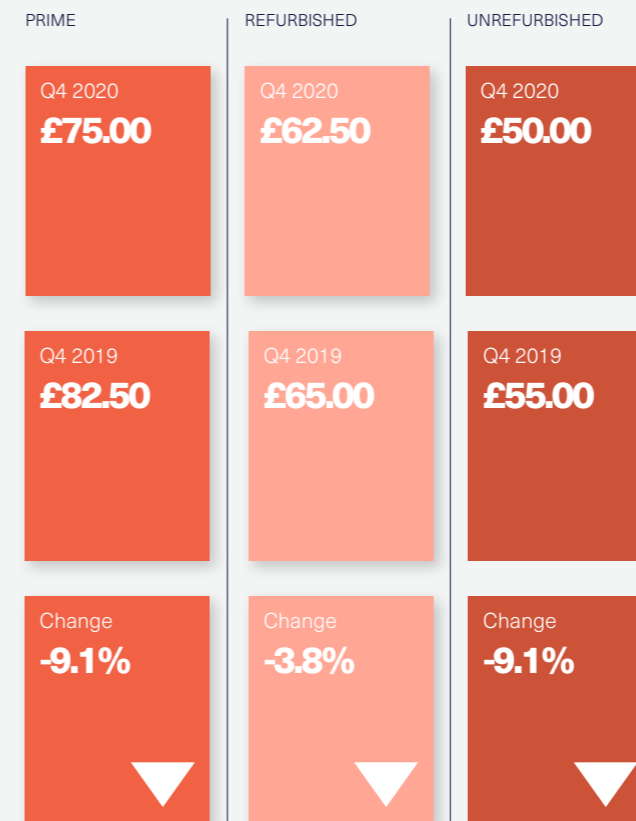 PRIME
Q4 2020
£75.00
Q4 2019
£82.50
Change
-9.1%
REFURBISHED
Q4 2020
£62.50
Q4 2019
£65.00
Change
-3.8%
UNREFURBISHED
Q4 2020
£50.00
Q4 2019
£55.00
Change
-9.1%